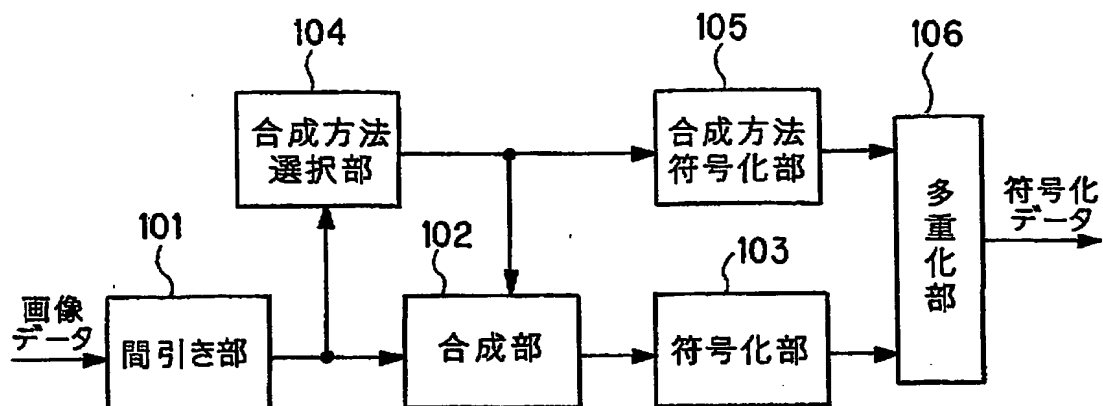 104
105
106
合成方法
選択部
合成方法
符号化部
多重化部
符号化
データ
101
102
103
画像
データ
間引き部
合成部
符号化部